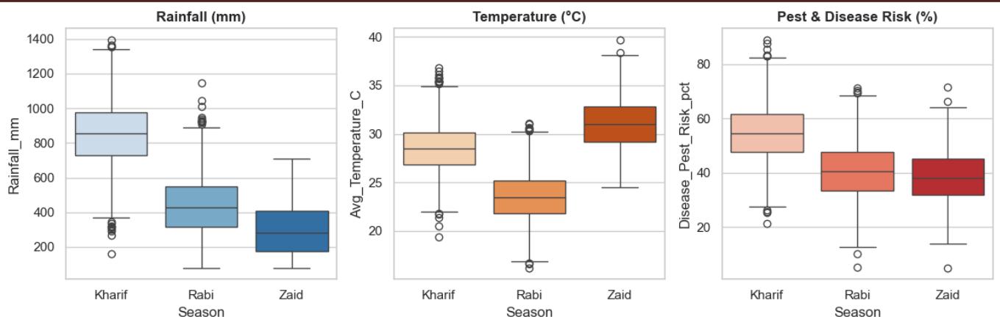 Rainfall (mm)
Rainfall_mm
1400
1200
1000
800
600
400
200
Kharif Rabi Zaid
Season
Temperature (°C)
Avg_Temperature_C
40
35
30
25
20
Kharif Rabi Zaid
Season
Pest & Disease Risk (%)
Disease_Pest_Risk_pct
80
60
40
20
Kharif Rabi Zaid
Season